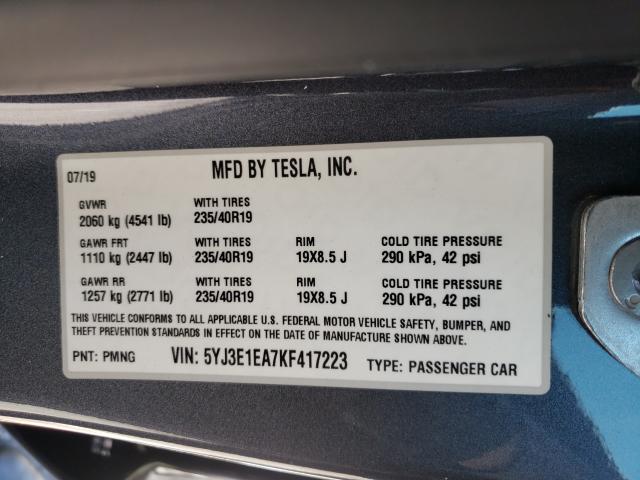 MFD BY TESLA, INC.
07/19
GVWR WITH TIRES
2060 kg (4541 lb) 235/40R19
GAWR FRT WITH TIRES RIM COLD TIRE PRESSURE
1110 kg (2447 lb) 235/40R19 19X8.5 J 290 kPa, 42 psi
GAWR RR WITH TIRES RIM COLD TIRE PRESSURE
1257 kg (2771 lb) 235/40R19 19X8.5 J 290 kPa, 42 psi
THIS VEHICLE CONFORMS TO ALL APPLICABLE U.S. FEDERAL MOTOR VEHICLE SAFETY, BUMPER, AND
THEFT PREVENTION STANDARDS IN EFFECT ON THE DATE OF MANUFACTURE SHOWN ABOVE.
PNT: PMNG VIN: 5YJ3E1EA7KF417223 TYPE: PASSENGER CAR